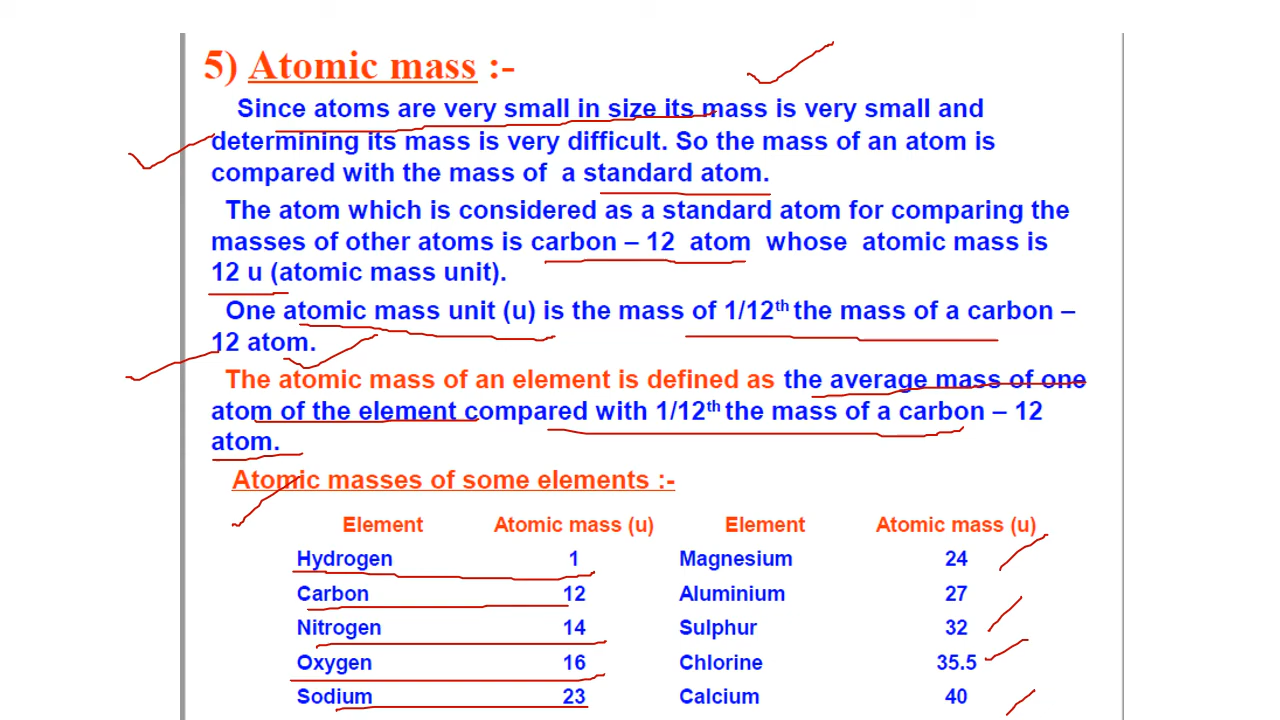 5) Atomic mass :-
Since atoms are very small in size its mass is very small and
determining its mass is very difficult. So the mass of an atom is
compared with the mass of a standard atom.
The atom which is considered as a standard atom for comparing the
masses of other atoms is carbon – 12 atom whose atomic mass is
12 u (atomic mass unit).
One atomic mass unit (u) is the mass of 1/12th the mass of a carbon –
12 atom.
The atomic mass of an element is defined as the average mass of one
atom of the element compared with 1/12th the mass of a carbon – 12
atom.
Atomic masses of some elements :-
Element Atomic mass (u) Element Atomic mass (u)
Hydrogen 1 Magnesium 24
Carbon 12 Aluminium 27
Nitrogen 14 Sulphur 32
Oxygen 16 Chlorine 35.5
Sodium 23 Calcium 40